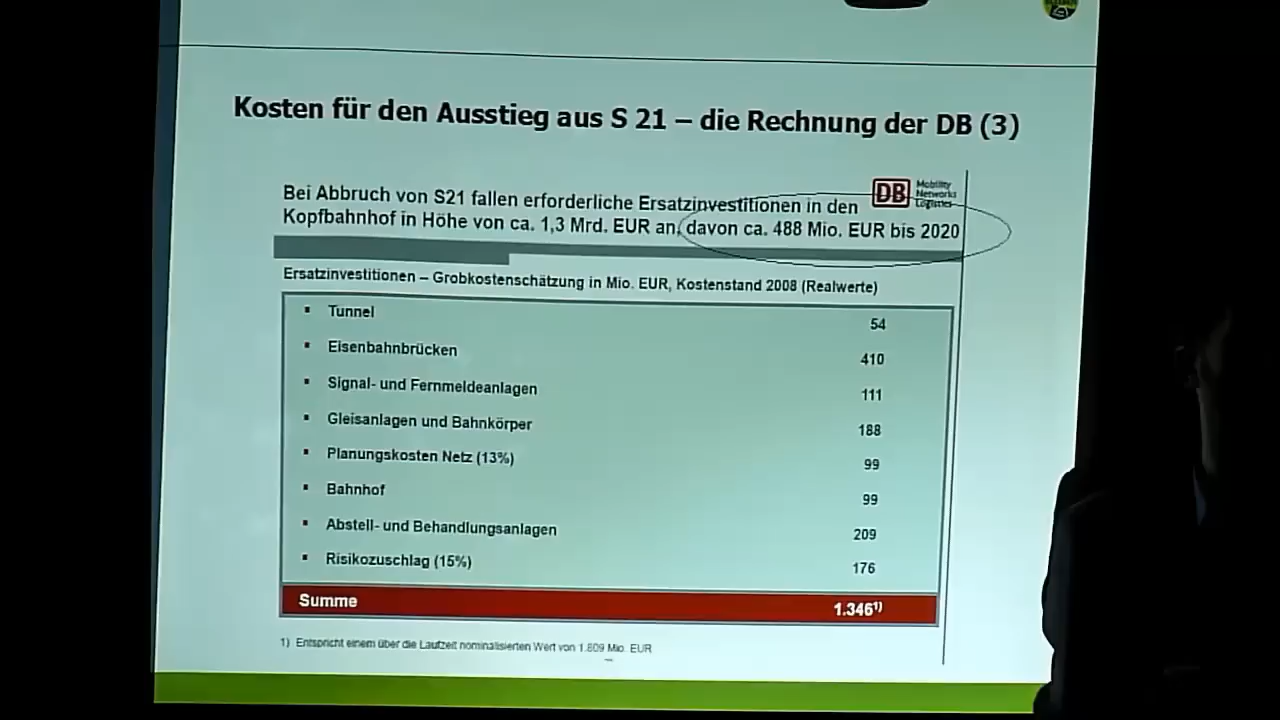 Kosten für den Ausstieg aus S 21 – die Rechnung der DB (3)
Bei Abbruch von S21 fallen erforderliche Ersatzinvestitionen in den
Kopfbahnhof in Höhe von ca. 1,3 Mrd. EUR an, davon ca. 488 Mio. EUR bis 2020
DB Mobility
Networks
Logistics
Ersatzinvestitionen – Grobkostenschätzung in Mio. EUR, Kostenstand 2008 (Realwerte)
▪ Tunnel 54
▪ Eisenbahnbrücken 410
▪ Signal- und Fernmeldeanlagen 111
▪ Gleisanlagen und Bahnkörper 188
▪ Planungskosten Netz (13%) 99
▪ Bahnhof 99
▪ Abstell- und Behandlungsanlagen 209
▪ Risikozuschlag (15%) 176
Summe 1.346¹⁾
1) Entspricht einem über die Laufzeit nominalisierten Wert von 1.809 Mio. EUR